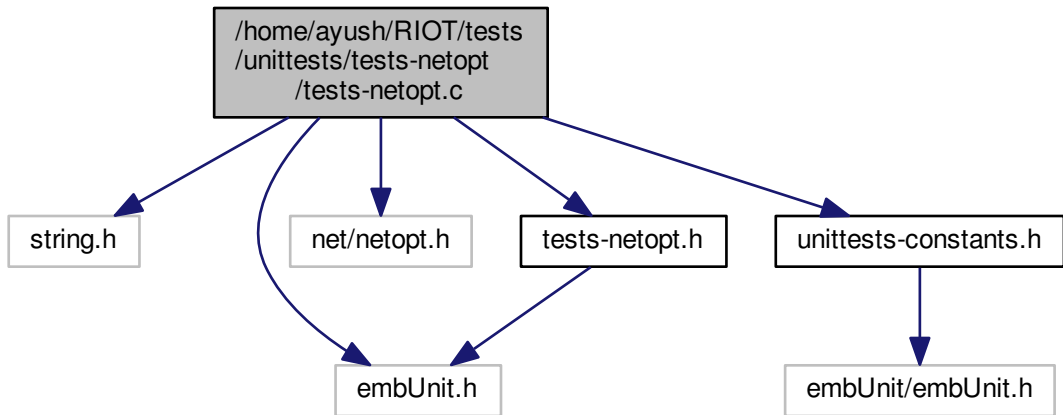 /home/ayush/RIOT/tests
/unittests/tests-netopt
/tests-netopt.c
string.h
net/netopt.h
tests-netopt.h
unittests-constants.h
embUnit.h
embUnit/embUnit.h